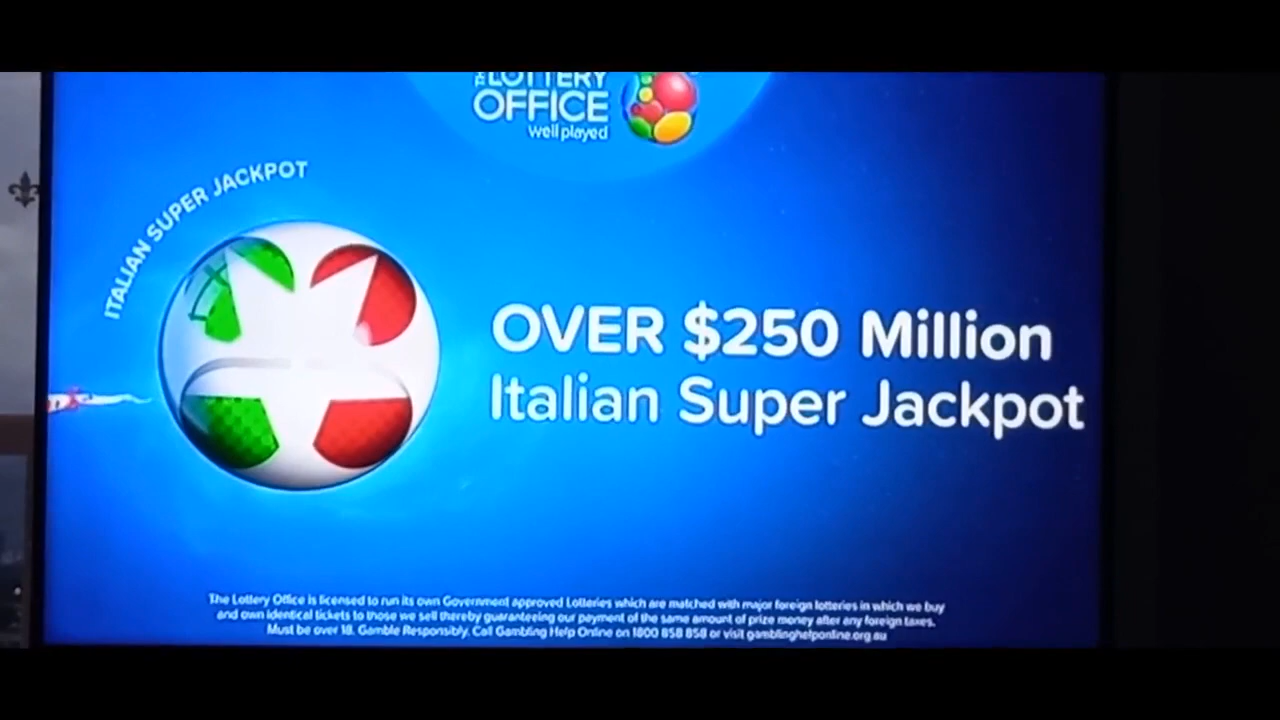 THE LOTTERY
OFFICE
Well played
ITALIAN SUPER JACKPOT
OVER $250 Million
Italian Super Jackpot
The Lottery Office is licensed to run its own Government approved Lotteries which are matched with major foreign lotteries in which we buy
and own identical tickets to those we sell thereby guaranteeing our payment of the same amount of prize money after any foreign taxes.
Must be over 18. Gamble Responsibly. Call Gambling Help Online on 1800 858 858 or visit gamblinghelponline.org.au